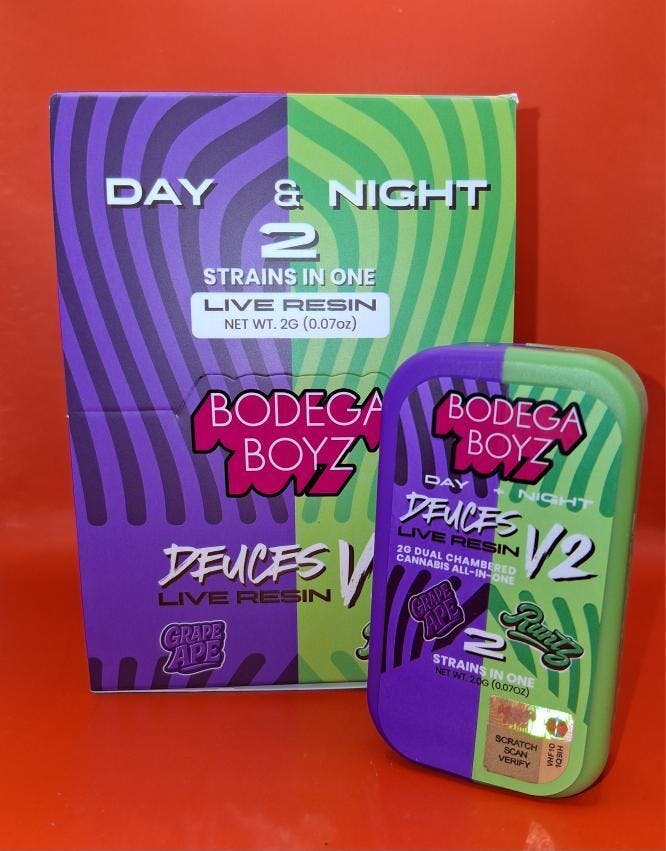 DAY & NIGHT
2
STRAINS IN ONE
LIVE RESIN
NET WT. 2G (0.07oz)
BODEGA
BOYZ
DEUCES V
LIVE RESIN
GRAPE
APE
BODEGA
BOYZ
DAY + NIGHT
DEUCES V2
LIVE RESIN
2G DUAL CHAMBERED
CANNABIS ALL-IN-ONE
GRAPE
APE
Runtz
2
STRAINS IN ONE
NET WT. 2.0G (0.07OZ)
SCRATCH
SCAN
VERIFY